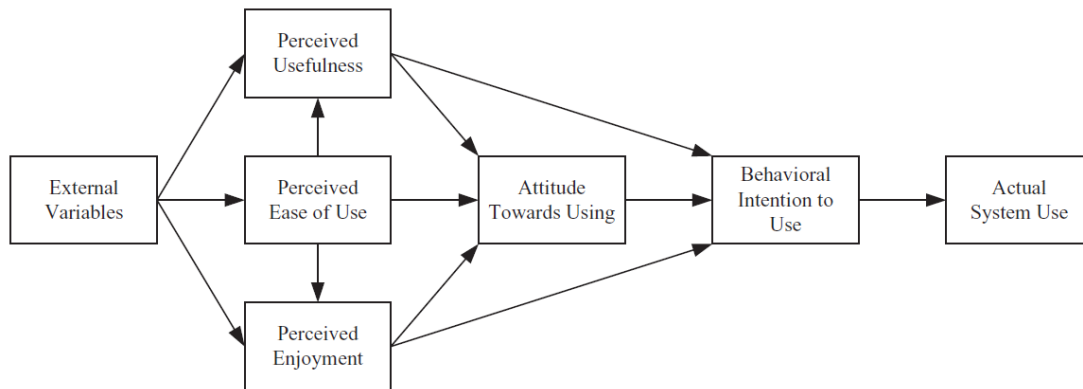 Perceived
Usefulness
External
Variables
Perceived
Ease of Use
Attitude
Towards Using
Behavioral
Intention to
Use
Actual
System Use
Perceived
Enjoyment